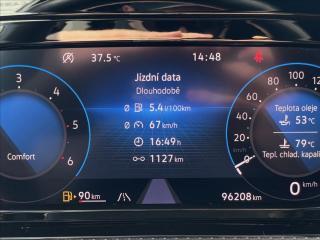 37.5°C
14:48
Jízdní data
Dlouhodobě
Ø 5.4 l/100km
Ø 67 km/h
16:49 h
1127 km
3
4
5
6
Comfort
90 km
100
120
80
60
40
20
0
Teplota oleje
53°C
79°C
Tepl. chlad. kapali
0 km/h
96208 km